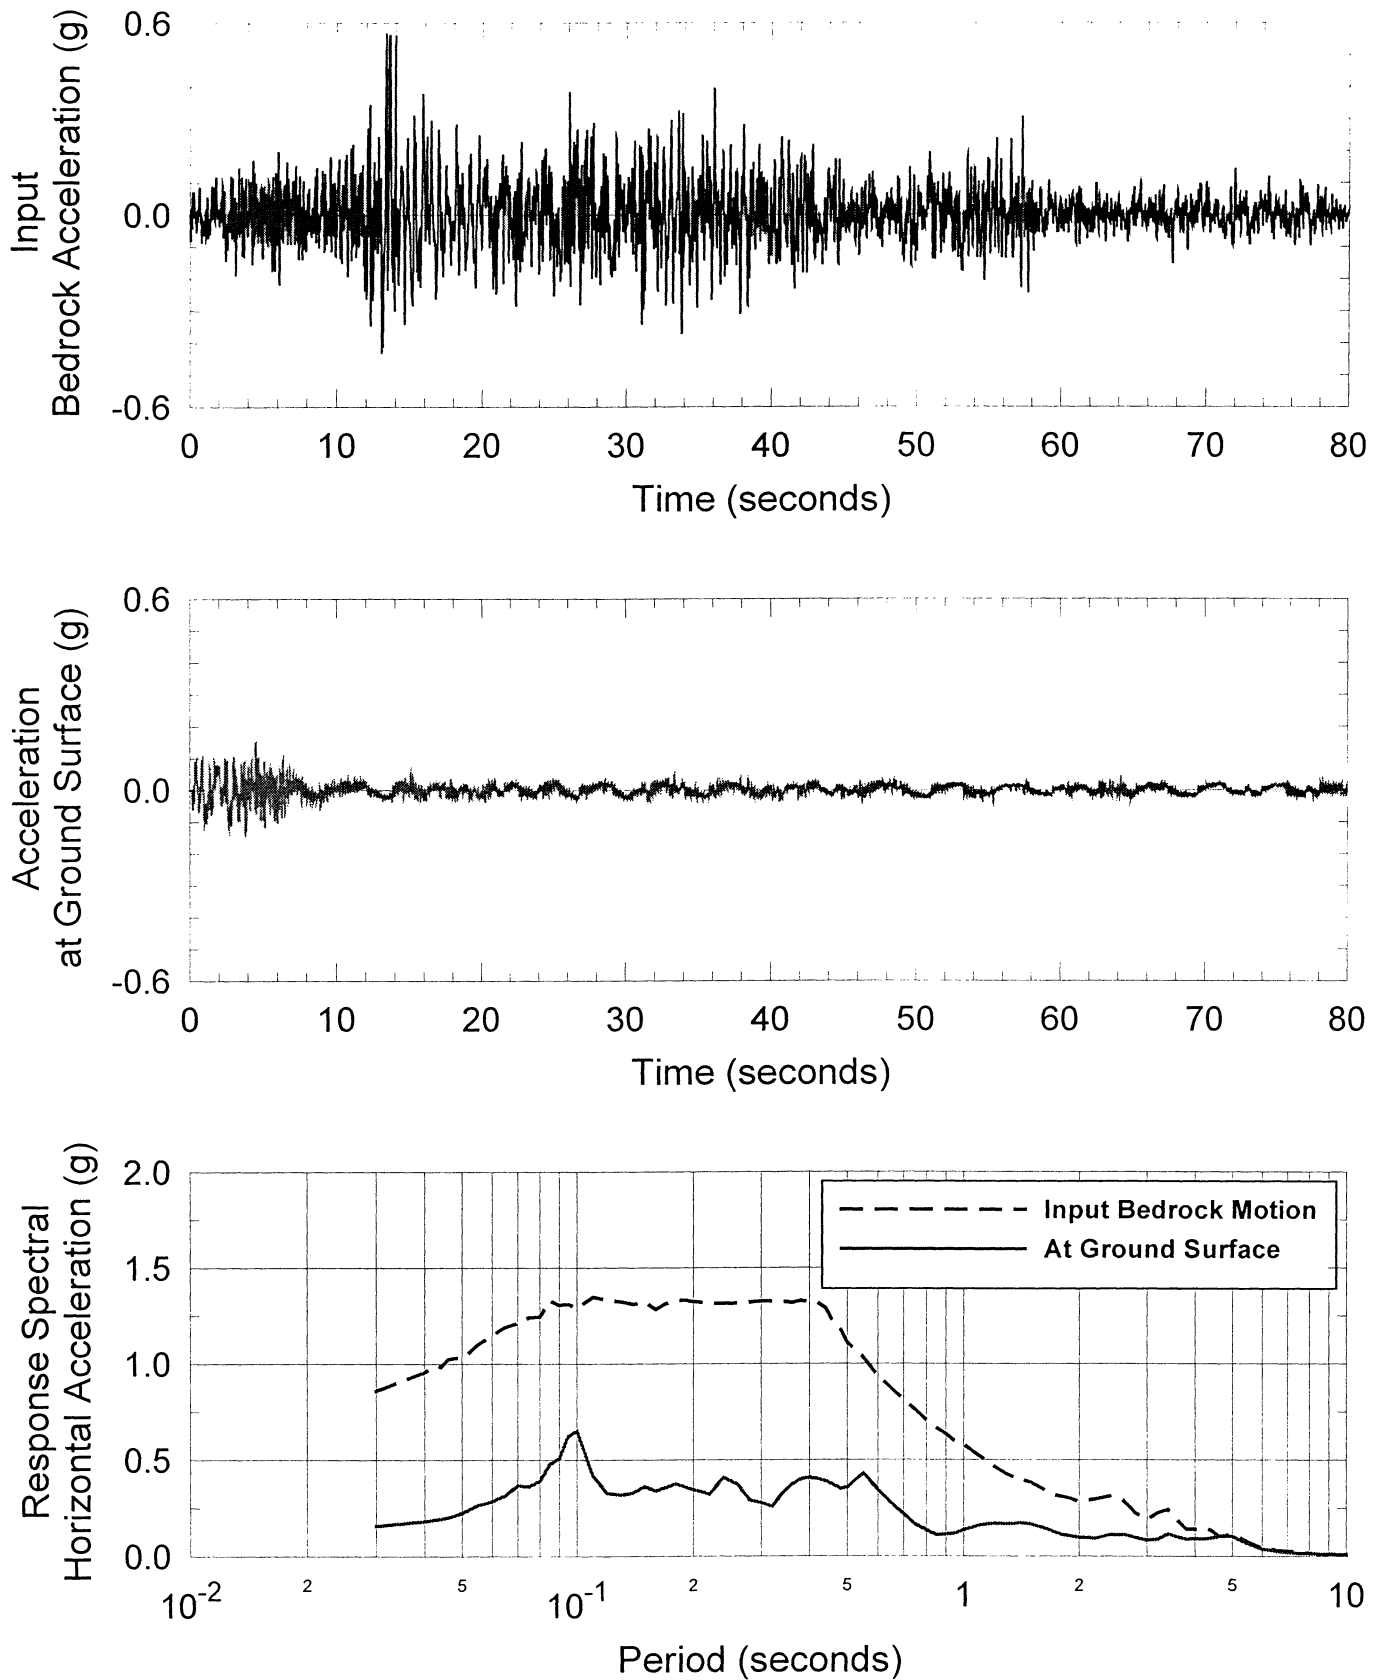 Input
Bedrock Acceleration (g)
0.6
0.0
-0.6
0 10 20 30 40 50 60 70 80
Time (seconds)
Acceleration
at Ground Surface (g)
0.6
0.0
-0.6
0 10 20 30 40 50 60 70 80
Time (seconds)
Response Spectral
Horizontal Acceleration (g)
2.0
1.5
1.0
0.5
0.0
Input Bedrock Motion
At Ground Surface
10-2 2 5 10-1 2 5 1 2 5 10
Period (seconds)